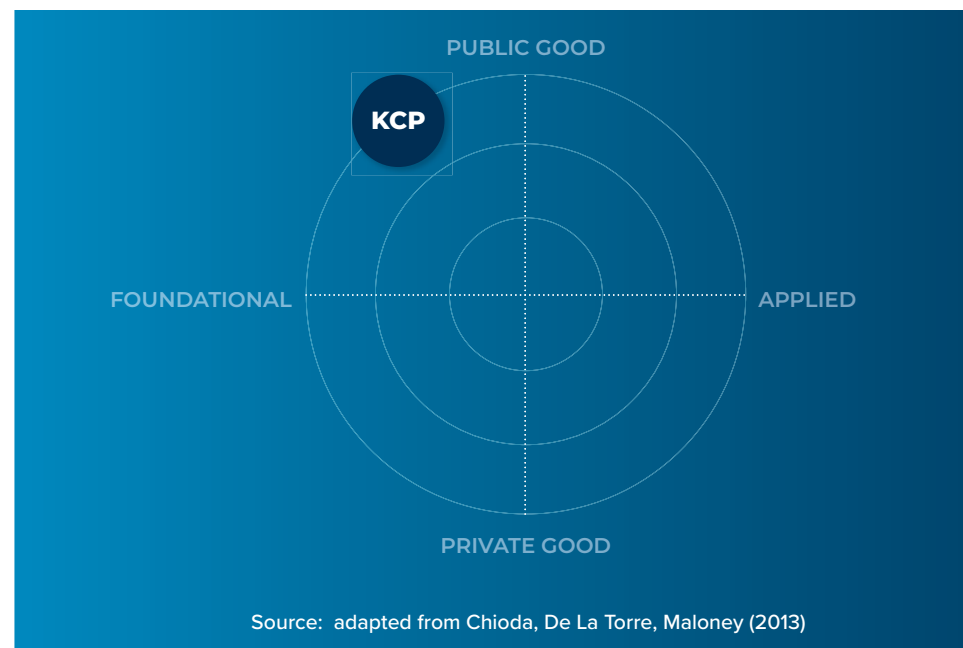 PUBLIC GOOD
KCP
FOUNDATIONAL
APPLIED
PRIVATE GOOD
Source: adapted from Chioda, De La Torre, Maloney (2013)